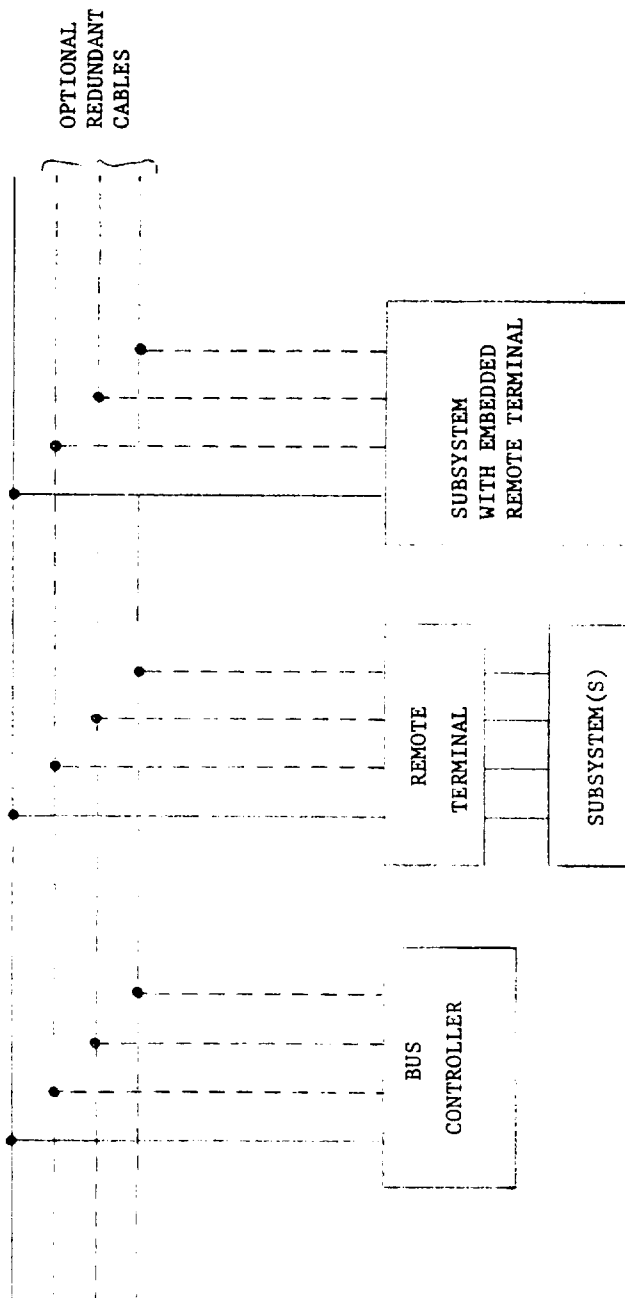 OPTIONAL
REDUNDANT
CABLES
BUS
CONTROLLER
REMOTE
TERMINAL
SUBSYSTEM(S)
SUBSYSTEM
WITH EMBEDDED
REMOTE TERMINAL